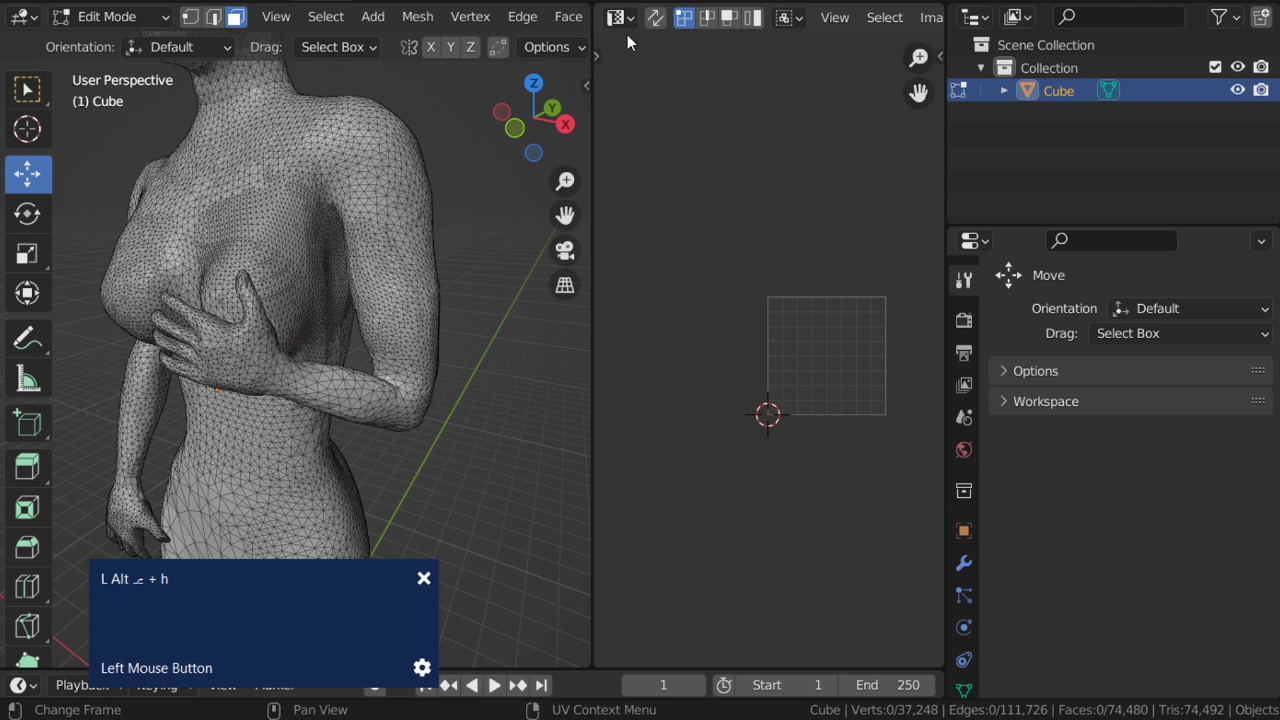 Edit Mode View Select Add Mesh Vertex Edge Face
View Select Ima
Orientation: Default Drag: Select Box X Y Z Options
User Perspective
(1) Cube
Z
Y
X
Scene Collection
Collection
Cube
Move
Orientation Default
Drag: Select Box
Options
Workspace
L Alt + h
Left Mouse Button
Playback Keying View Marker
1 Start 1 End 250
Change Frame Pan View UV Context Menu Cube | Verts:0/37,248 | Edges:0/111,726 | Faces:0/74,480 | Tris:74,492 | Objects